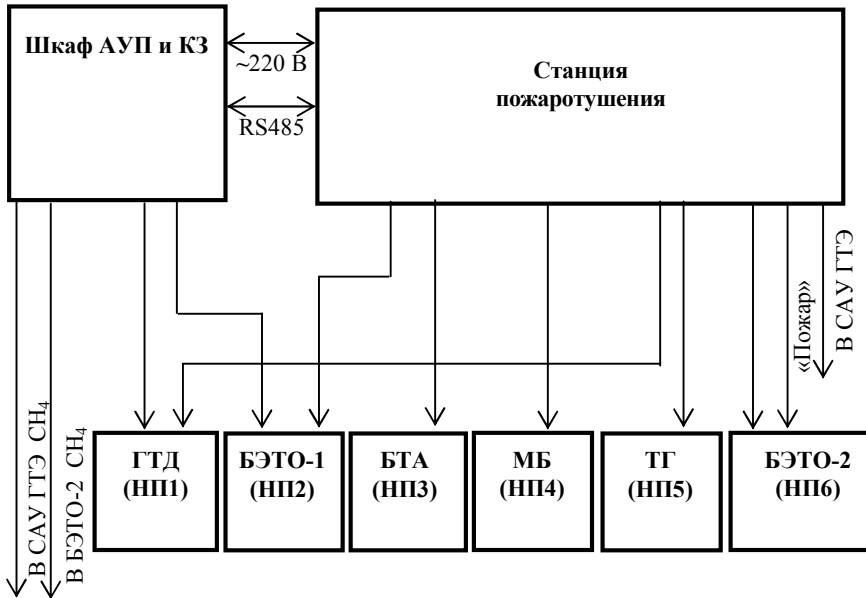 Шкаф АУП и КЗ
~220 В
RS485
Станция
пожаротушения
«Пожар»
В САУ ГТЭ
В САУ ГТЭ CH₄
В БЭТО-2 CH₄
ГТД
(НП1)
БЭТО-1
(НП2)
БТА
(НП3)
МБ
(НП4)
ТГ
(НП5)
БЭТО-2
(НП6)